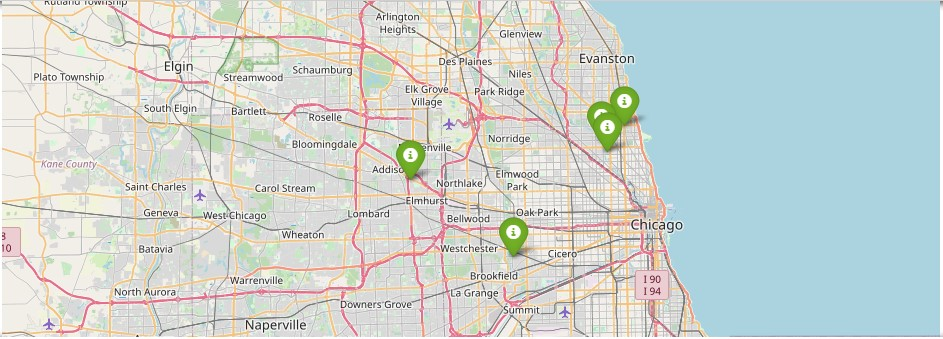 Rutland Township
Arlington
Heights
Glenview
Evanston
Elgin
Des Plaines
Niles
Schaumburg
Plato Township
Streamwood
Elk Grove
Village
Park Ridge
South Elgin
Bartlett
Roselle
Norridge
Bloomingdale
Kane County
Addison
Elmwood
Park
Saint Charles
Carol Stream
Northlake
Elmhurst
Geneva
West Chicago
Lombard
Bellwood
Oak Park
Chicago
Wheaton
Batavia
Westchester
Cicero
8
10
Brookfield
Warrenville
I 90
I 94
North Aurora
La Grange
Downers Grove
Summit
Naperville